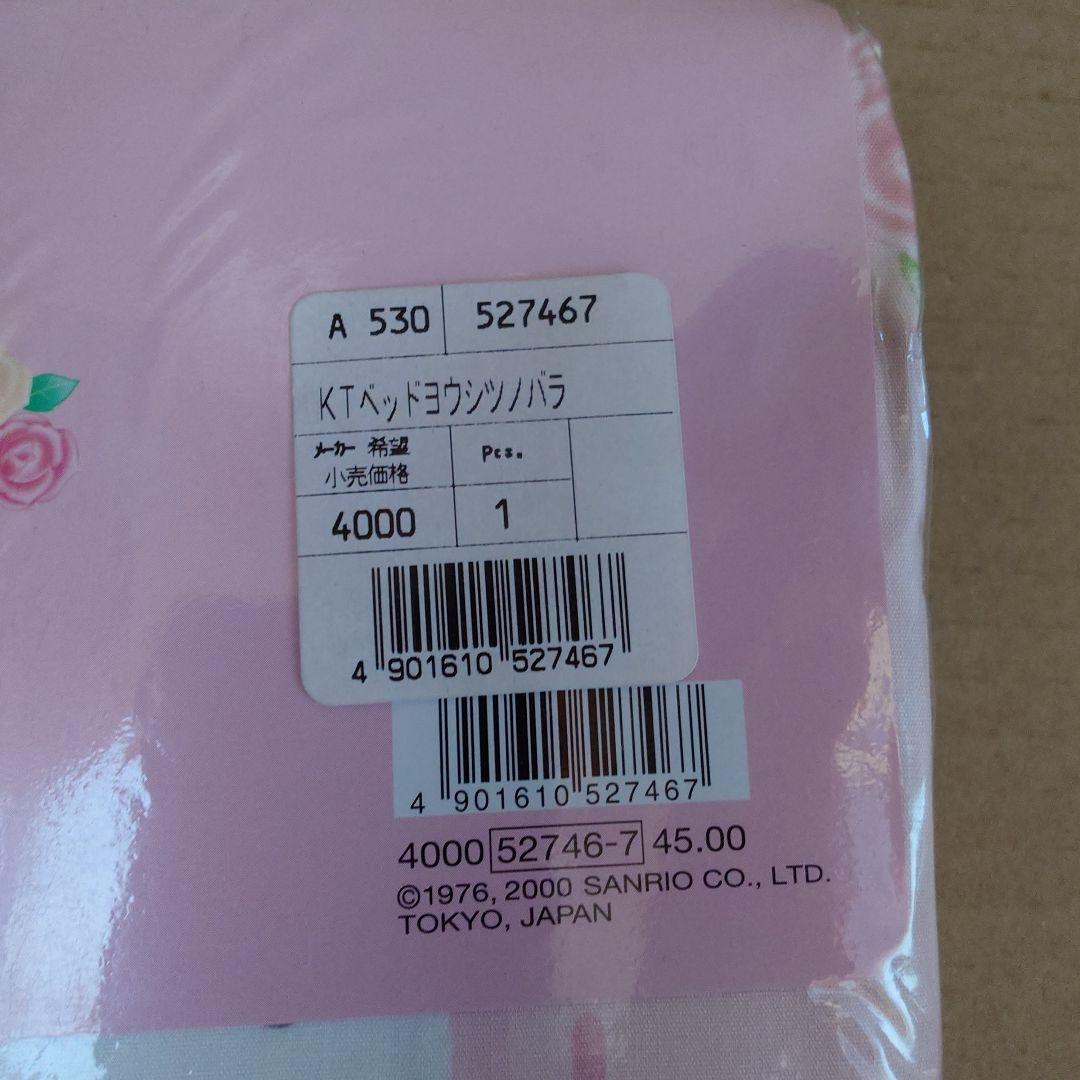 A 530 527467
KTベッドヨウシツノバラ
メーカー 希望 Pcs.
小売価格
4000 1
4 901610 527467
4 901610 527467
4000 52746-7 45.00
©1976, 2000 SANRIO CO., LTD.
TOKYO, JAPAN